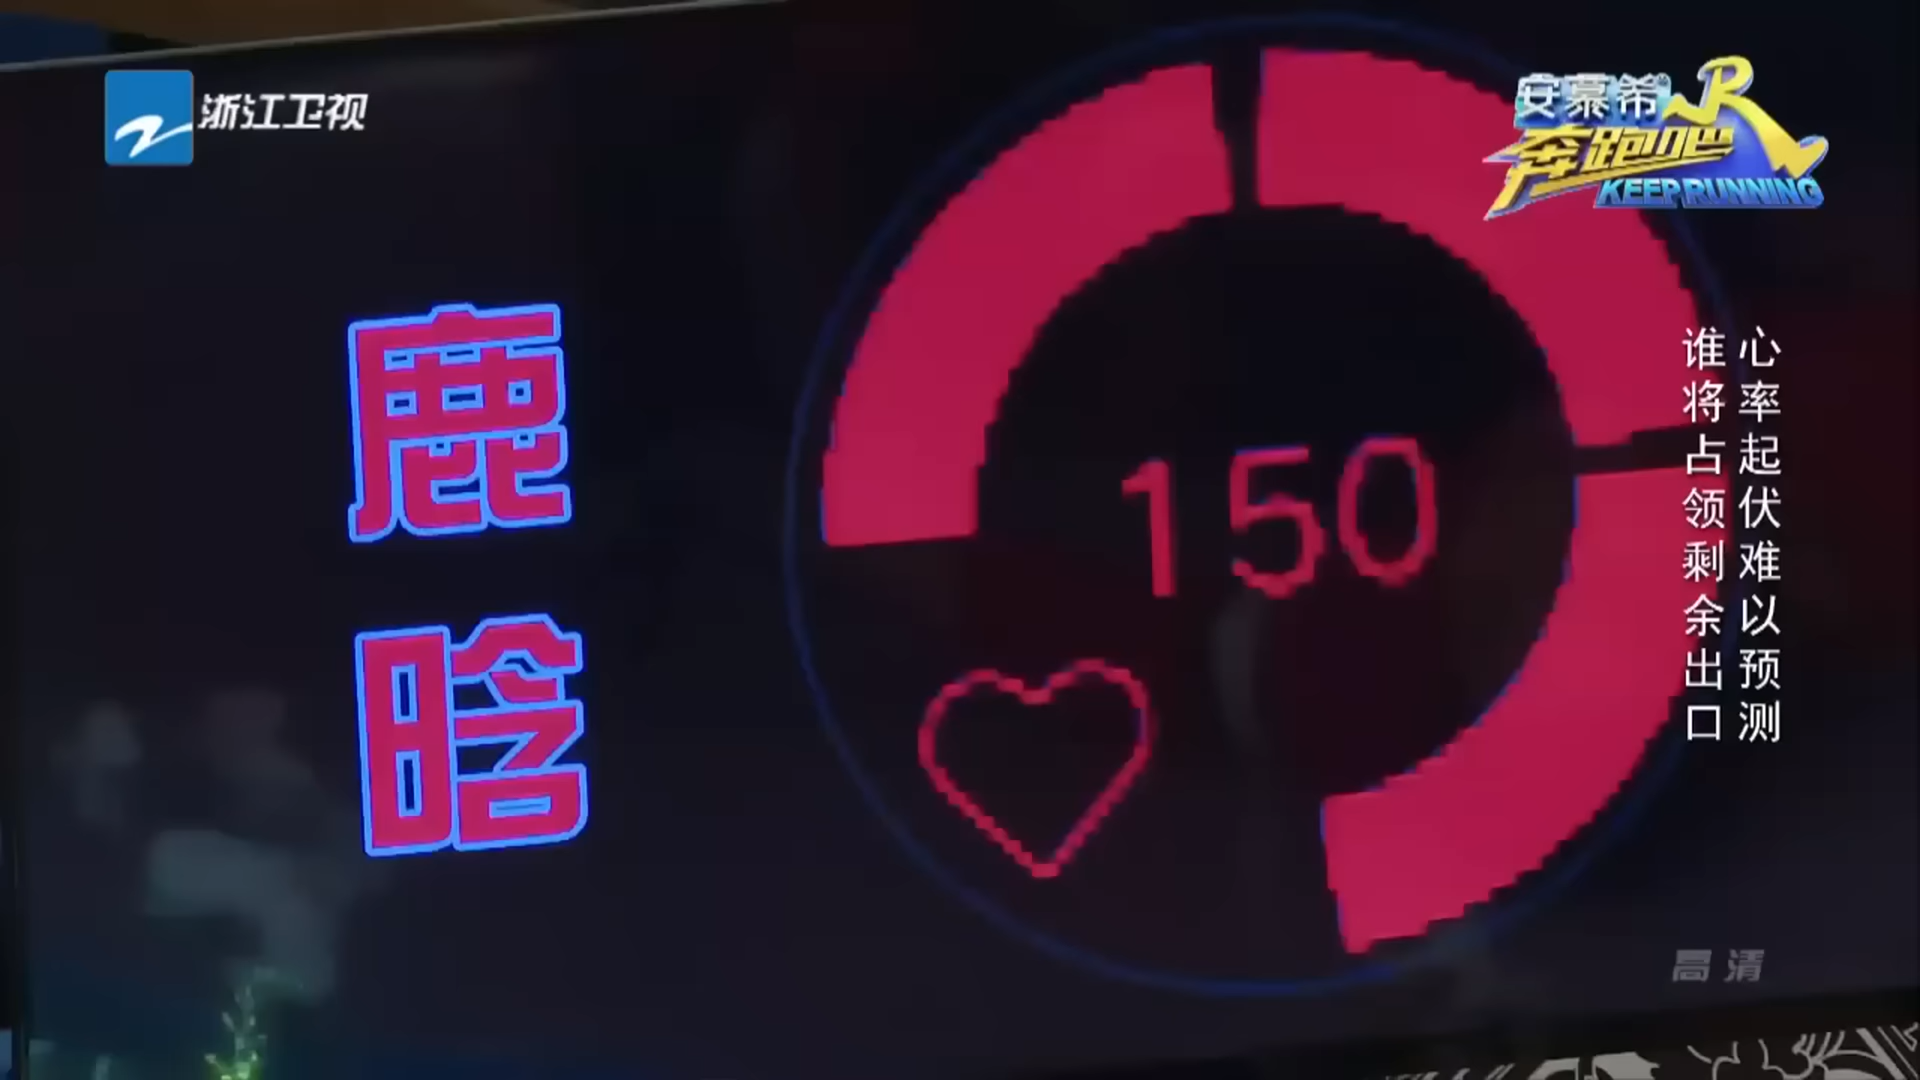 浙江卫视
安慕希
奔跑吧
KEEP RUNNING
鹿晗
150
心率起伏难以预测
谁将占领剩余出口
高清